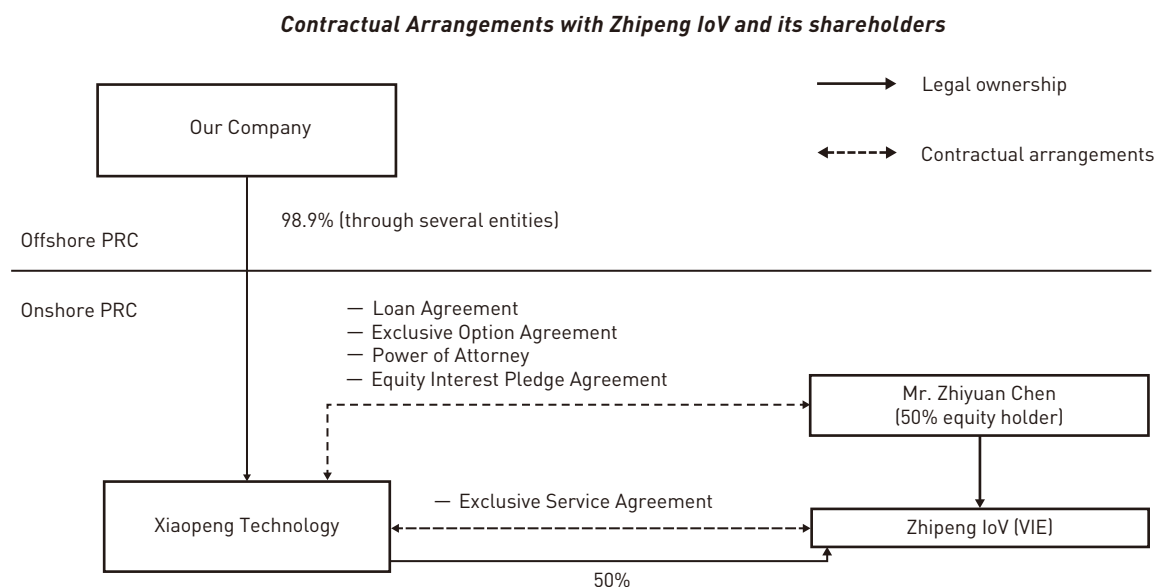 Contractual Arrangements with Zhipeng IoV and its shareholders
Legal ownership
Our Company
Contractual arrangements
98.9% (through several entities)
Offshore PRC
Onshore PRC
— Loan Agreement
— Exclusive Option Agreement
— Power of Attorney
— Equity Interest Pledge Agreement
Mr. Zhiyuan Chen
(50% equity holder)
— Exclusive Service Agreement
Xiaopeng Technology
Zhipeng IoV (VIE)
50%